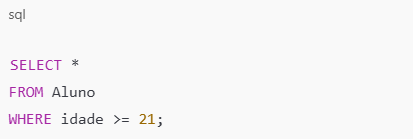 sql
SELECT *
FROM Aluno
WHERE idade >= 21;